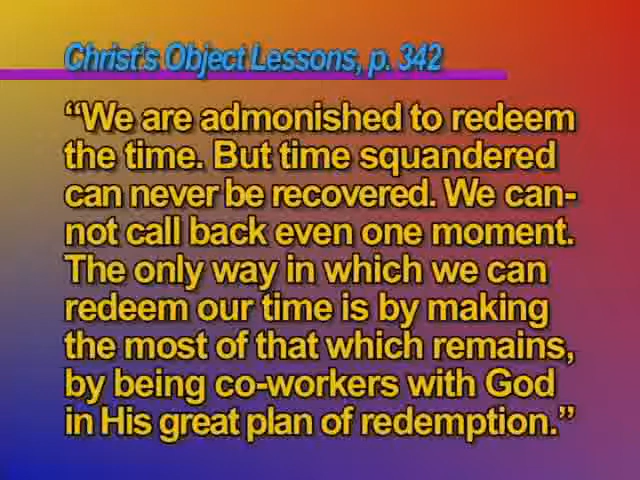 Christ's Object Lessons, p. 342
“We are admonished to redeem
the time. But time squandered
can never be recovered. We can-
not call back even one moment.
The only way in which we can
redeem our time is by making
the most of that which remains,
by being co-workers with God
in His great plan of redemption.”